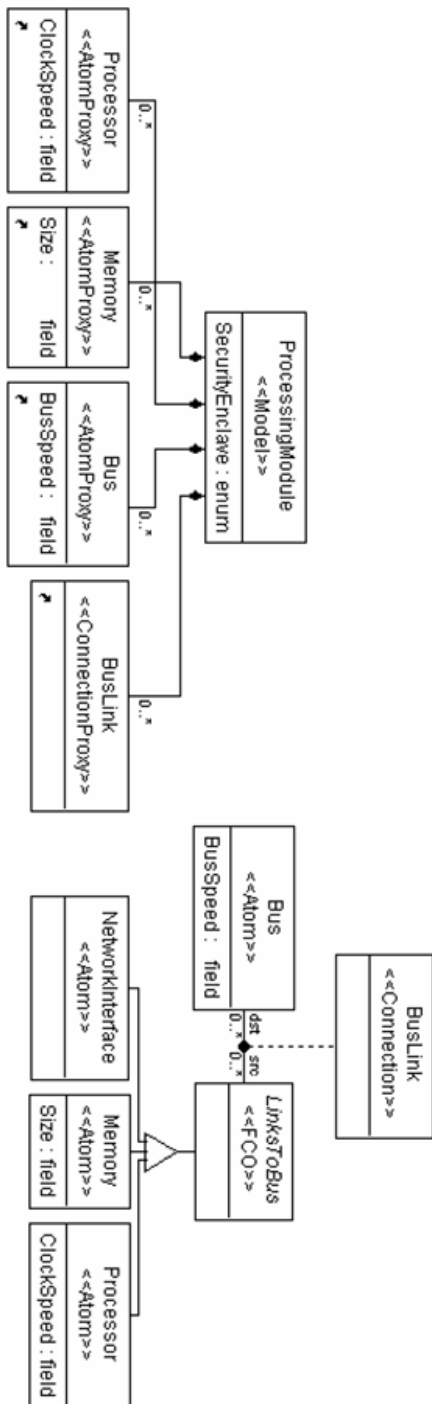 ProcessingModule
<<Model>>
SecurityEnclave : enum
0..*
0..*
0..*
0..*
Processor
<<AtomProxy>>
ClockSpeed : field
Memory
<<AtomProxy>>
Size : field
Bus
<<AtomProxy>>
BusSpeed : field
BusLink
<<ConnectionProxy>>
BusLink
<<Connection>>
Bus
<<Atom>>
BusSpeed : field
dst
0..*
src
0..*
LinksToBus
<<FCO>>
NetworkInterface
<<Atom>>
Memory
<<Atom>>
Size : field
Processor
<<Atom>>
ClockSpeed : field